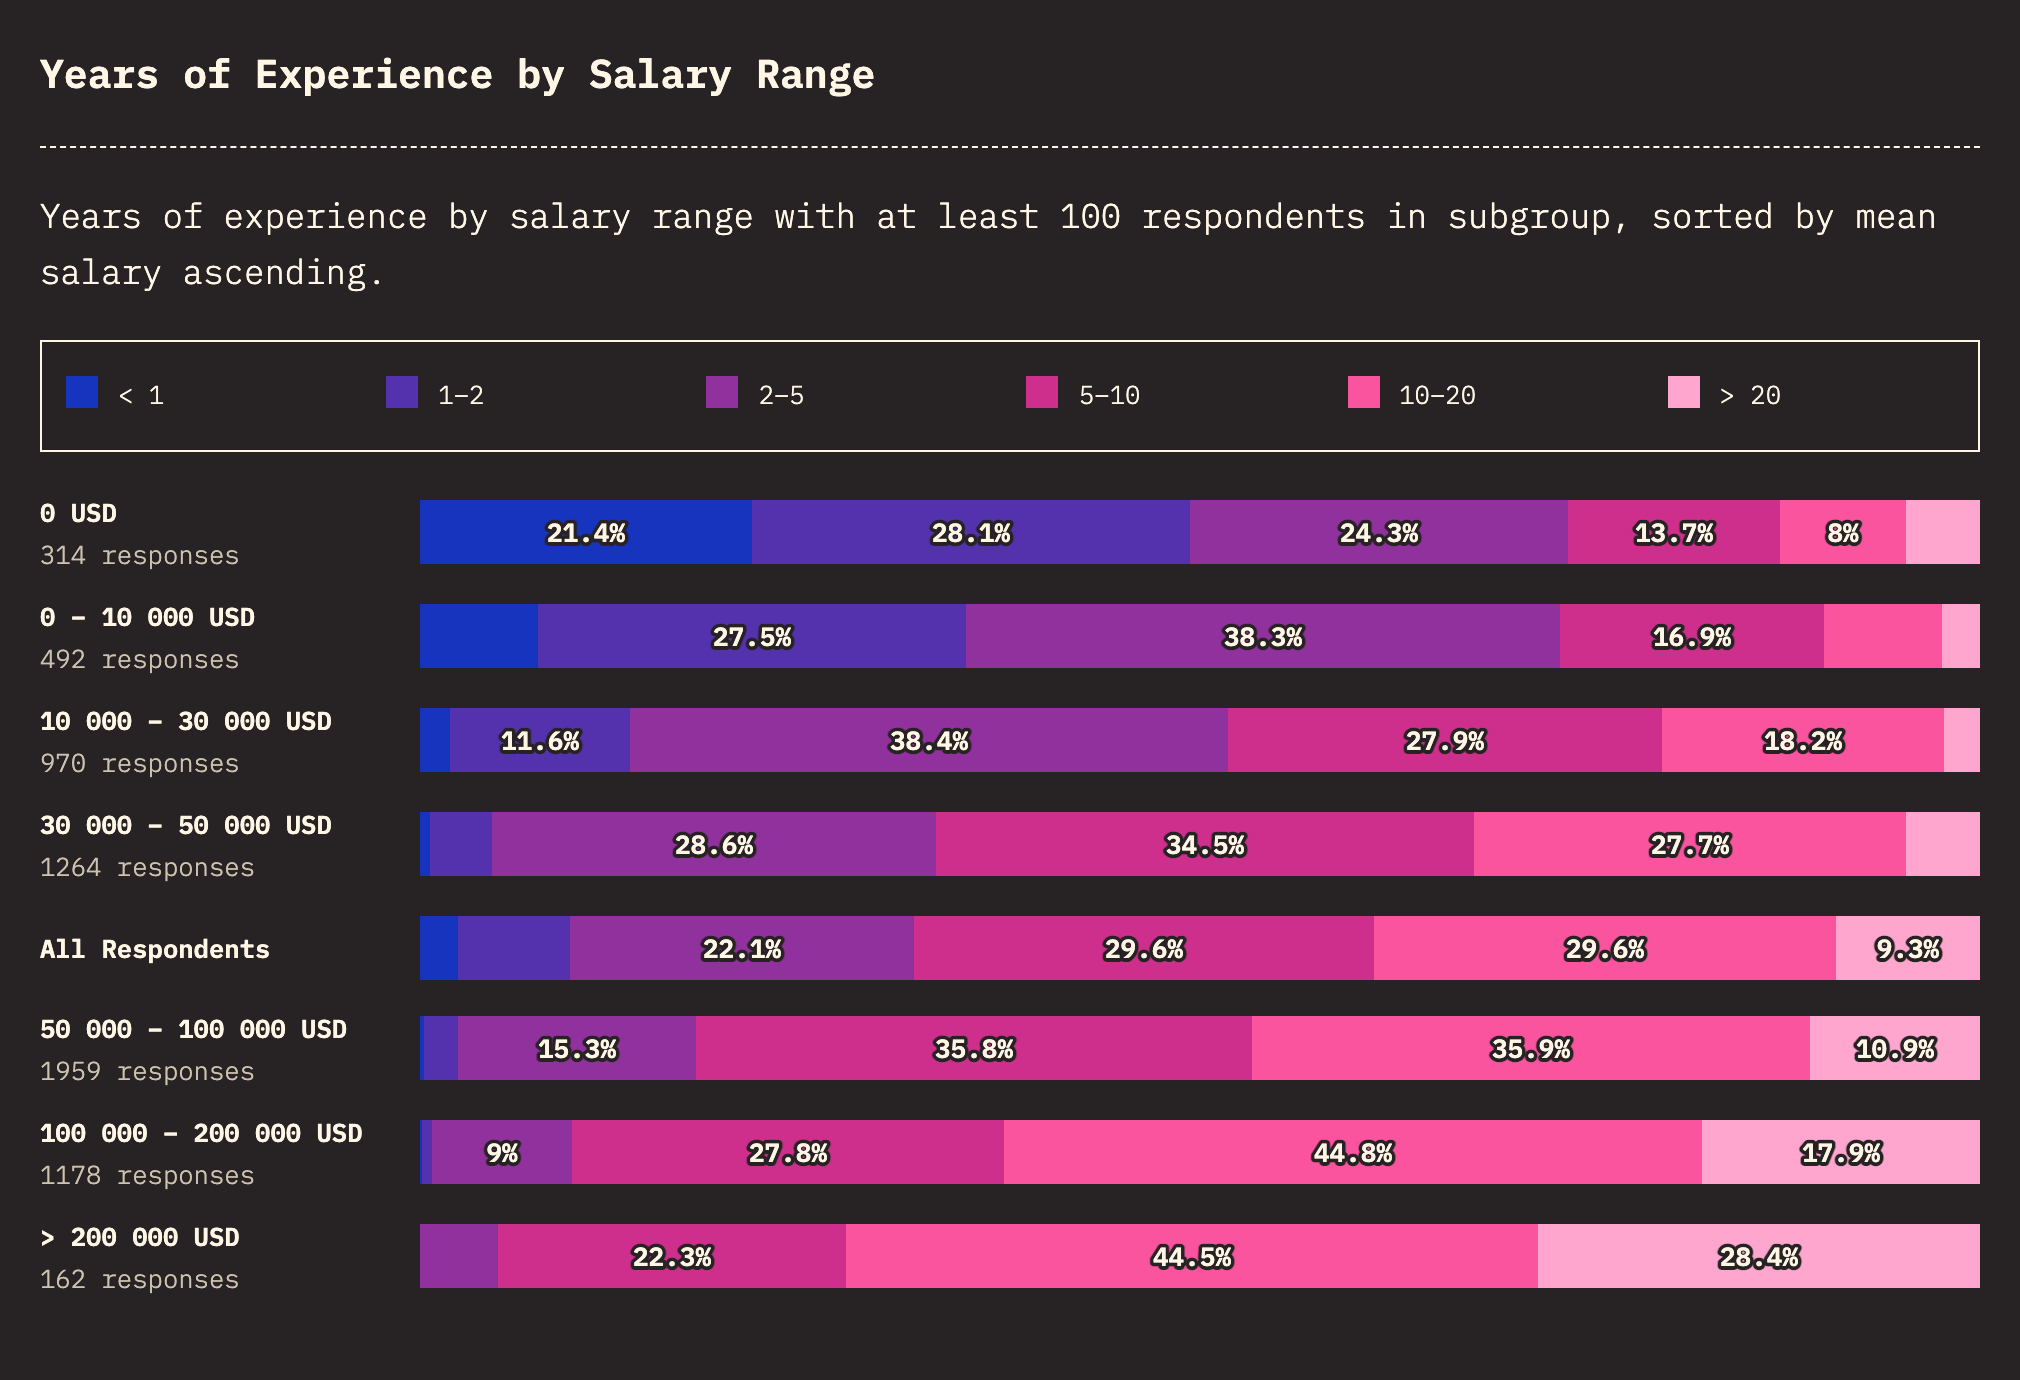 Years of Experience by Salary Range
Years of experience by salary range with at least 100 respondents in subgroup, sorted by mean
salary ascending.
< 1 1–2 2–5 5–10 10–20 > 20
0 USD
314 responses
21.4% 28.1% 24.3% 13.7% 8%
0 – 10 000 USD
492 responses
27.5% 38.3% 16.9%
10 000 – 30 000 USD
970 responses
11.6% 38.4% 27.9% 18.2%
30 000 – 50 000 USD
1264 responses
28.6% 34.5% 27.7%
All Respondents
22.1% 29.6% 29.6% 9.3%
50 000 – 100 000 USD
1959 responses
15.3% 35.8% 35.9% 10.9%
100 000 – 200 000 USD
1178 responses
9% 27.8% 44.8% 17.9%
> 200 000 USD
162 responses
22.3% 44.5% 28.4%